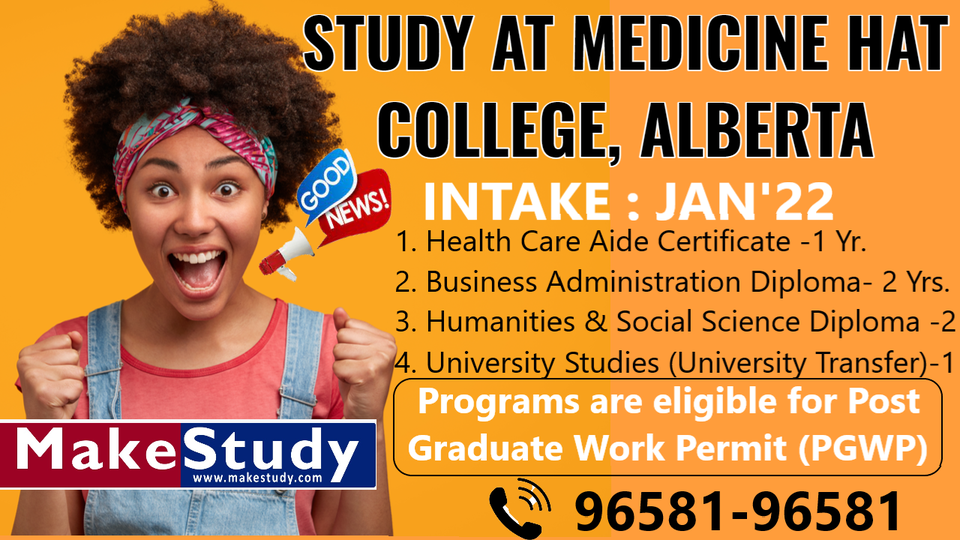 STUDY AT MEDICINE HAT
COLLEGE, ALBERTA
GOOD
NEWS!
INTAKE : JAN'22
1. Health Care Aide Certificate -1 Yr.
2. Business Administration Diploma- 2 Yrs.
3. Humanities & Social Science Diploma -2
4. University Studies (University Transfer)-1
Programs are eligible for Post
Graduate Work Permit (PGWP)
MakeStudy
www.makestudy.com
96581-96581